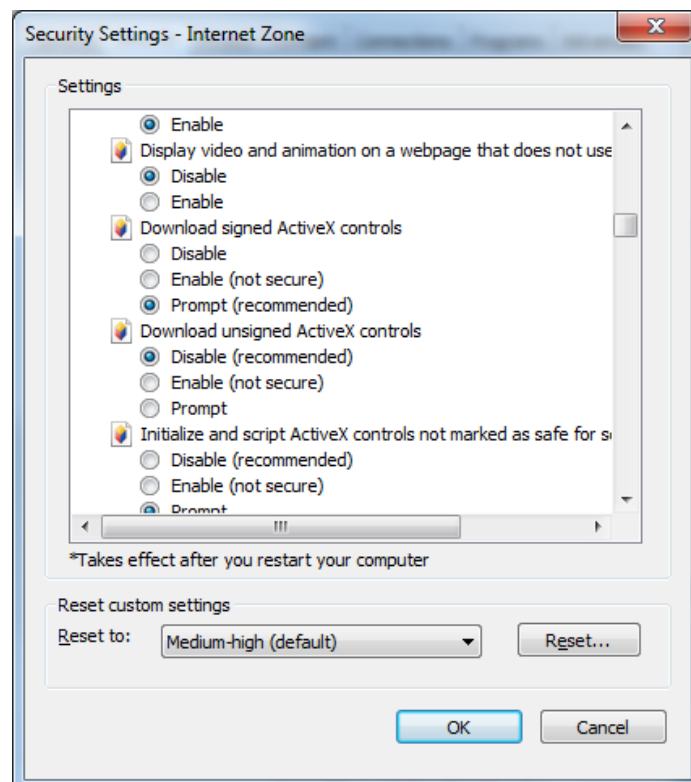 Security Settings - Internet Zone
Settings
Enable
Display video and animation on a webpage that does not use
Disable
Enable
Download signed ActiveX controls
Disable
Enable (not secure)
Prompt (recommended)
Download unsigned ActiveX controls
Disable (recommended)
Enable (not secure)
Prompt
Initialize and script ActiveX controls not marked as safe for s
Disable (recommended)
Enable (not secure)
Prompt
*Takes effect after you restart your computer
Reset custom settings
Reset to: Medium-high (default) Reset...
OK Cancel